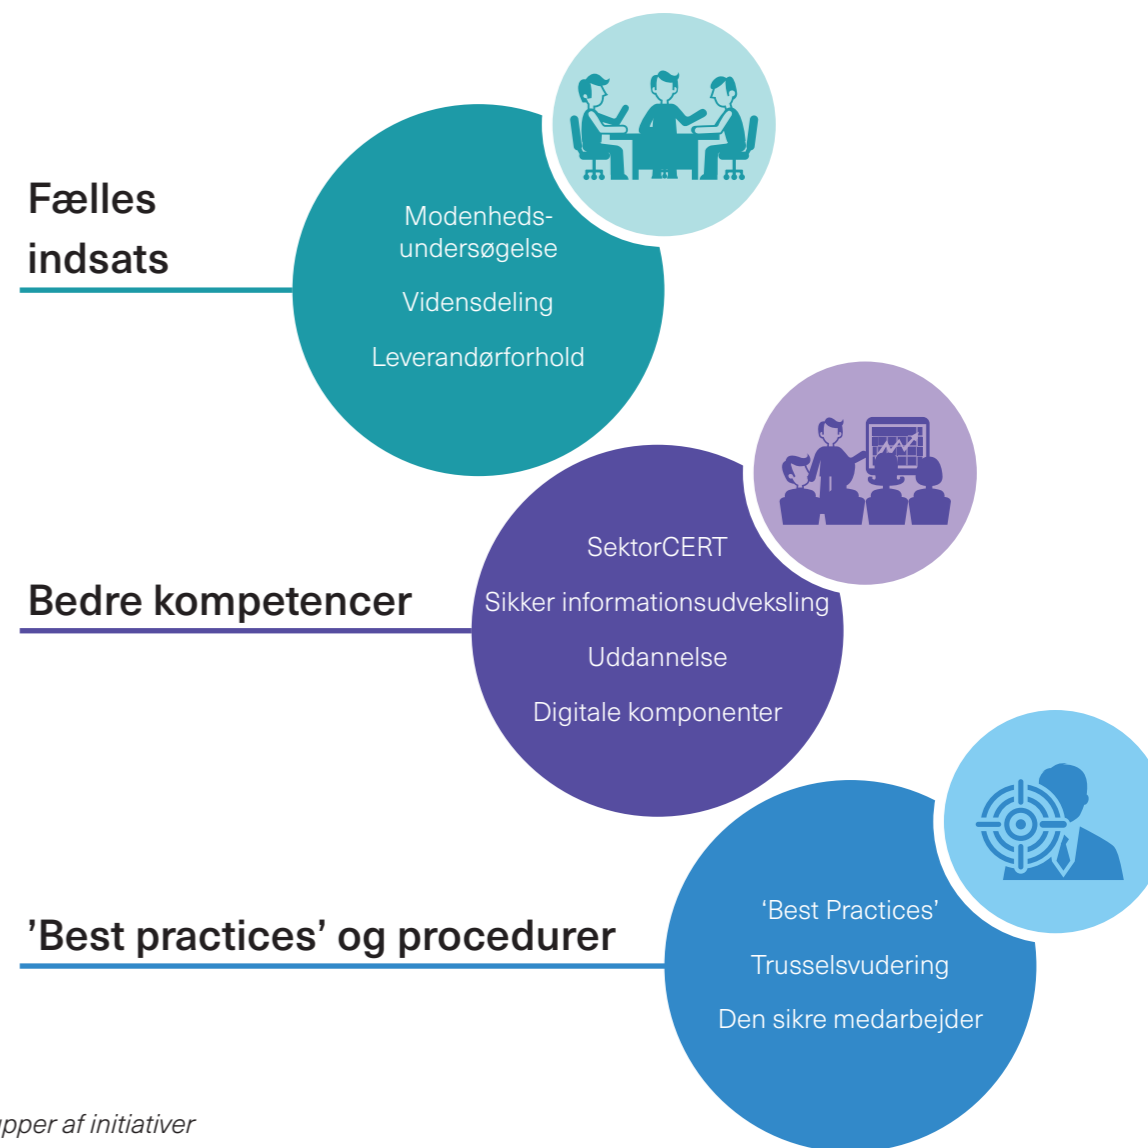 Fælles
indsats
Modenheds-
undersøgelse
Vidensdeling
Leverandørforhold
Bedre kompetencer
SektorCERT
Sikker informationsudveksling
Uddannelse
Digitale komponenter
’Best practices’ og procedurer
‘Best Practices’
Trusselsvudering
Den sikre medarbejder
af initiativer